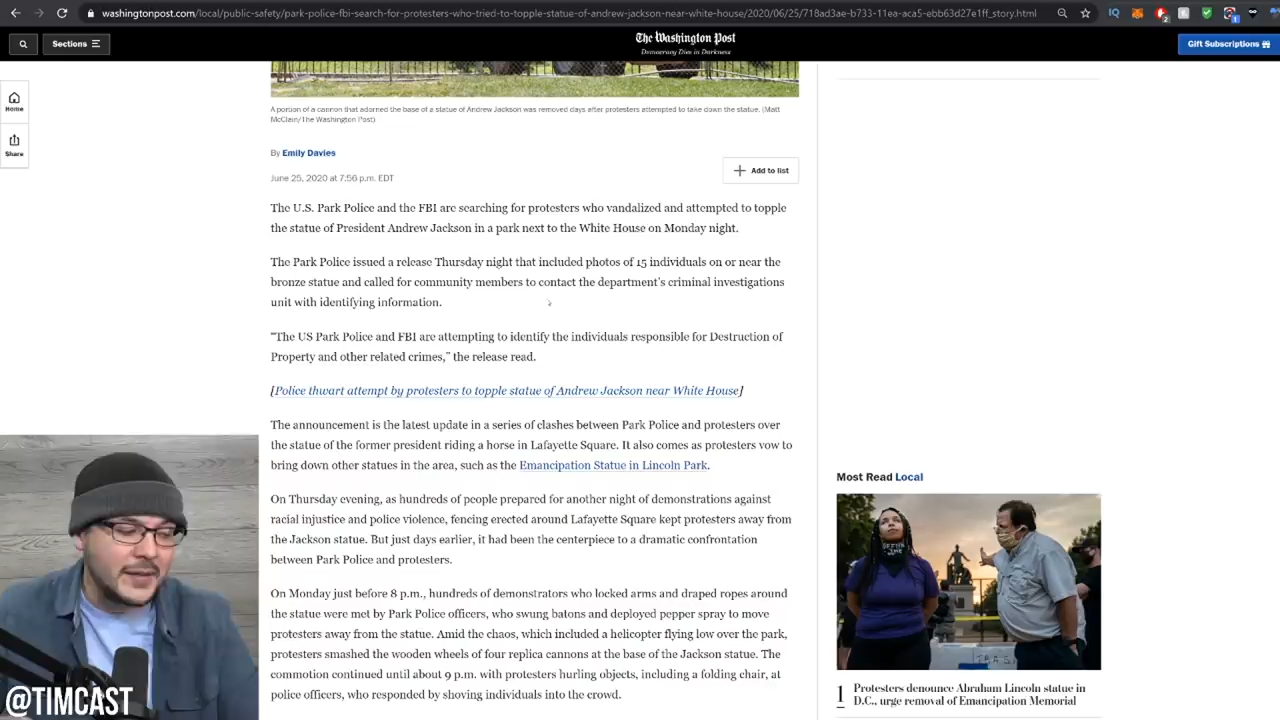 washingtonpost.com/local/public-safety/park-police-fbi-search-for-protesters-who-tried-to-topple-statue-of-andrew-jackson-near-white-house/2020/06/25/718ad3ae-b733-11ea-aca5-ebb63d27e1ff_story.html
Sections
The Washington Post
Democracy Dies in Darkness
Gift Subscriptions
Home
Share
A portion of a cannon that adorned the base of a statue of Andrew Jackson was removed days after protesters attempted to take down the statue. (Matt
McClain/The Washington Post)
By Emily Davies
June 25, 2020 at 7:56 p.m. EDT
Add to list
The U.S. Park Police and the FBI are searching for protesters who vandalized and attempted to topple
the statue of President Andrew Jackson in a park next to the White House on Monday night.
The Park Police issued a release Thursday night that included photos of 15 individuals on or near the
bronze statue and called for community members to contact the department's criminal investigations
unit with identifying information.
"The US Park Police and FBI are attempting to identify the individuals responsible for Destruction of
Property and other related crimes," the release read.
[Police thwart attempt by protesters to topple statue of Andrew Jackson near White House]
The announcement is the latest update in a series of clashes between Park Police and protesters over
the statue of the former president riding a horse in Lafayette Square. It also comes as protesters vow to
bring down other statues in the area, such as the Emancipation Statue in Lincoln Park.
On Thursday evening, as hundreds of people prepared for another night of demonstrations against
racial injustice and police violence, fencing erected around Lafayette Square kept protesters away from
the Jackson statue. But just days earlier, it had been the centerpiece to a dramatic confrontation
between Park Police and protesters.
On Monday just before 8 p.m., hundreds of demonstrators who locked arms and draped ropes around
the statue were met by Park Police officers, who swung batons and deployed pepper spray to move
protesters away from the statue. Amid the chaos, which included a helicopter flying low over the park,
protesters smashed the wooden wheels of four replica cannons at the base of the Jackson statue. The
commotion continued until about 9 p.m. with protesters hurling objects, including a folding chair, at
police officers, who responded by shoving individuals into the crowd.
Most Read Local
1
Protesters denounce Abraham Lincoln statue in
D.C., urge removal of Emancipation Memorial
@TIMCAST